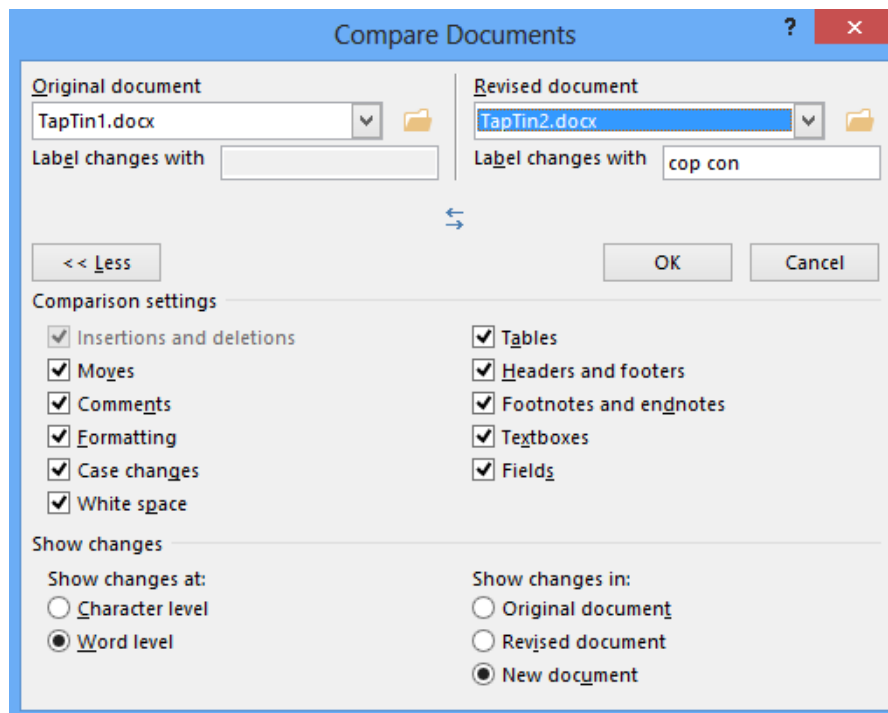 Compare Documents
?
Original document
Revised document
TapTin1.docx
TapTin2.docx
Label changes with
Label changes with
cop con
<< Less
OK
Cancel
Comparison settings
Insertions and deletions
Tables
Moves
Headers and footers
Comments
Footnotes and endnotes
Formatting
Textboxes
Case changes
Fields
White space
Show changes
Show changes at:
Show changes in:
Character level
Original document
Word level
Revised document
New document